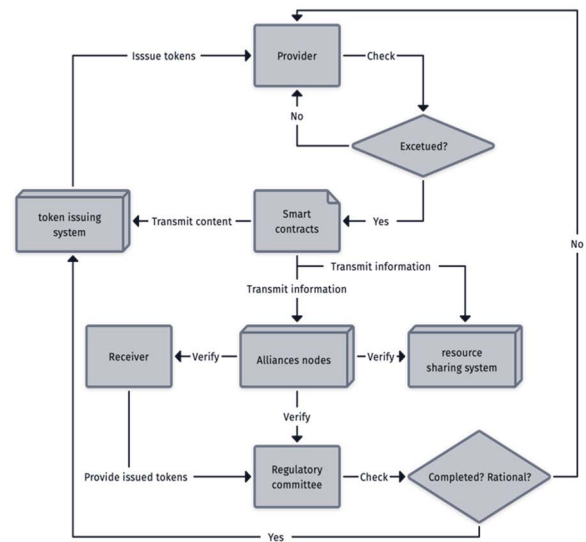 Isssue tokens
Provider
Check
No
Excetued?
token issuing
system
Transmit content
Smart
contracts
Yes
No
Transmit information
Transmit information
Receiver
Verify
Alliances nodes
Verify
resource
sharing system
Verify
Provide issued tokens
Regulatory
committee
Check
Completed? Rational?
Yes